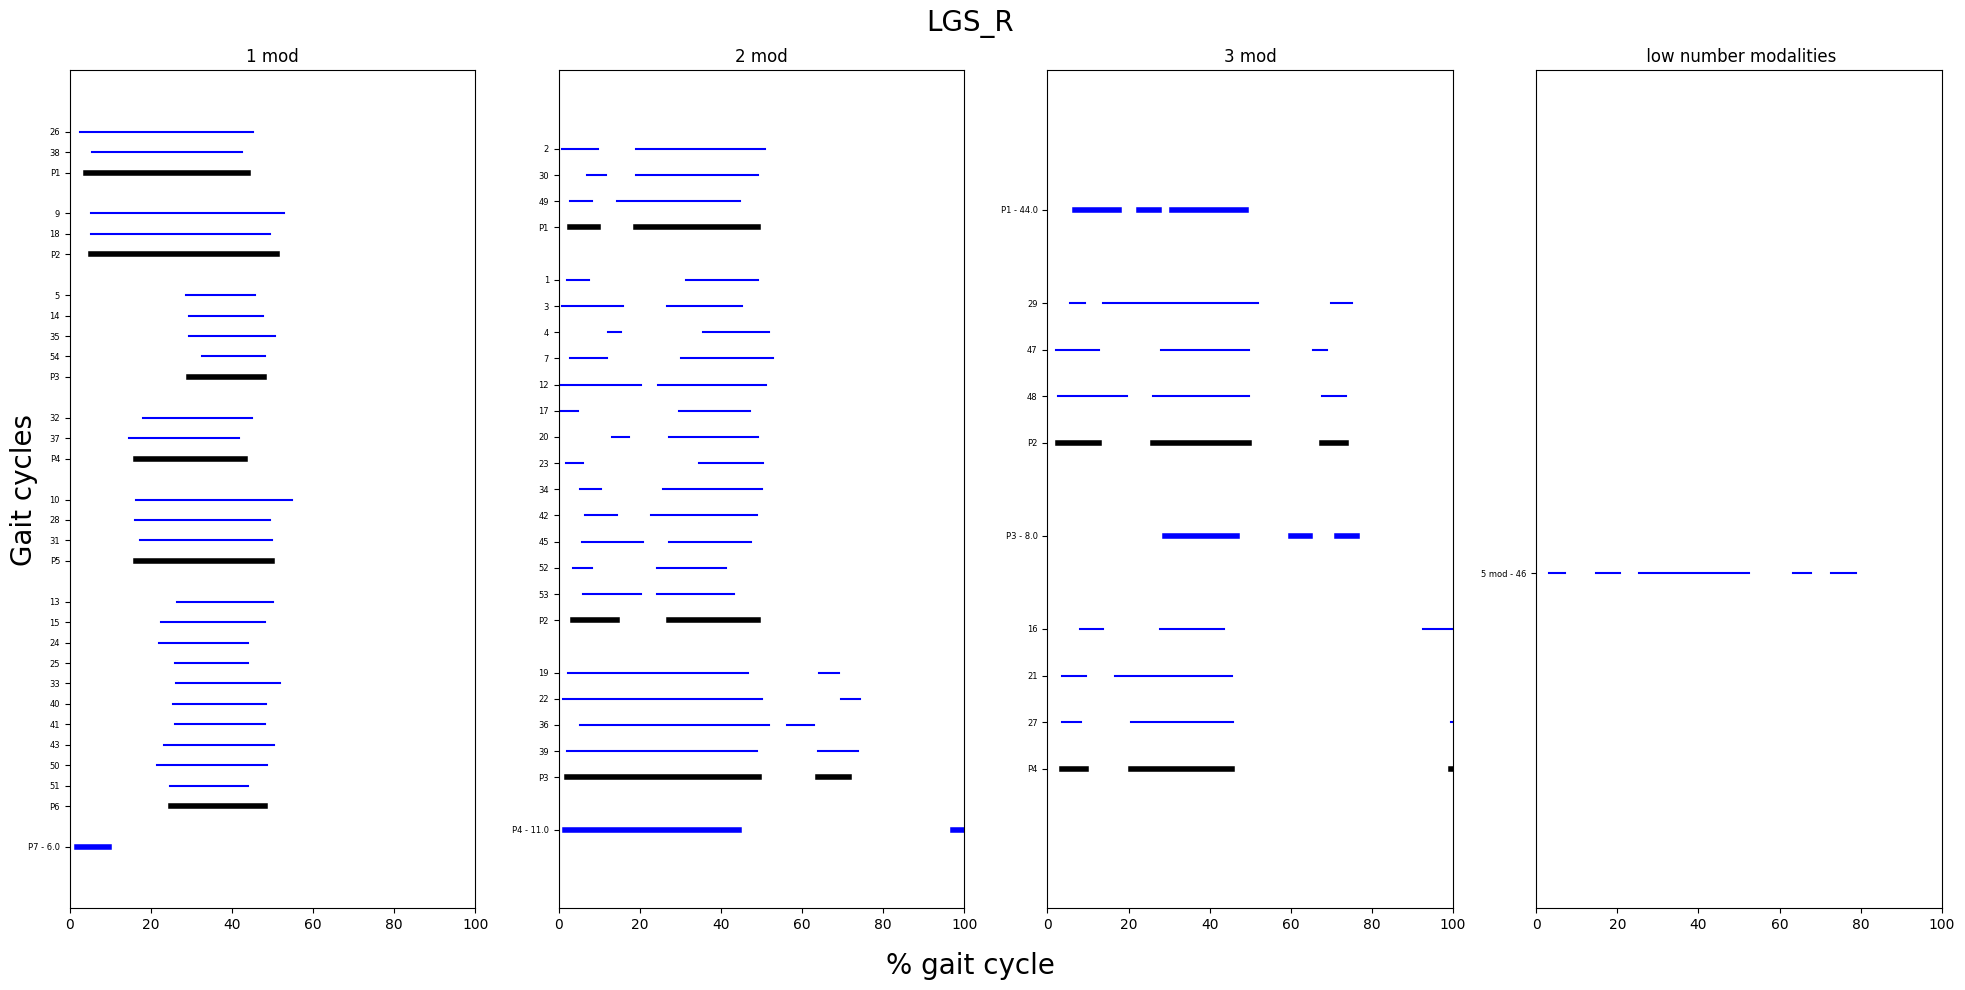 LGS_R
1 mod
2 mod
3 mod
low number modalities
Gait cycles
26
38
P1
9
18
P2
5
14
35
54
P3
32
37
P4
10
28
31
P5
13
15
24
25
33
40
41
43
50
51
P6
P7 - 6.0
0 20 40 60 80 100
2
30
49
P1
1
3
4
7
12
17
20
23
34
42
45
52
53
P2
19
22
36
39
P3
P4 - 11.0
0 20 40 60 80 100
P1 - 44.0
29
47
48
P2
P3 - 8.0
16
21
27
P4
0 20 40 60 80 100
5 mod - 46
0 20 40 60 80 100
% gait cycle